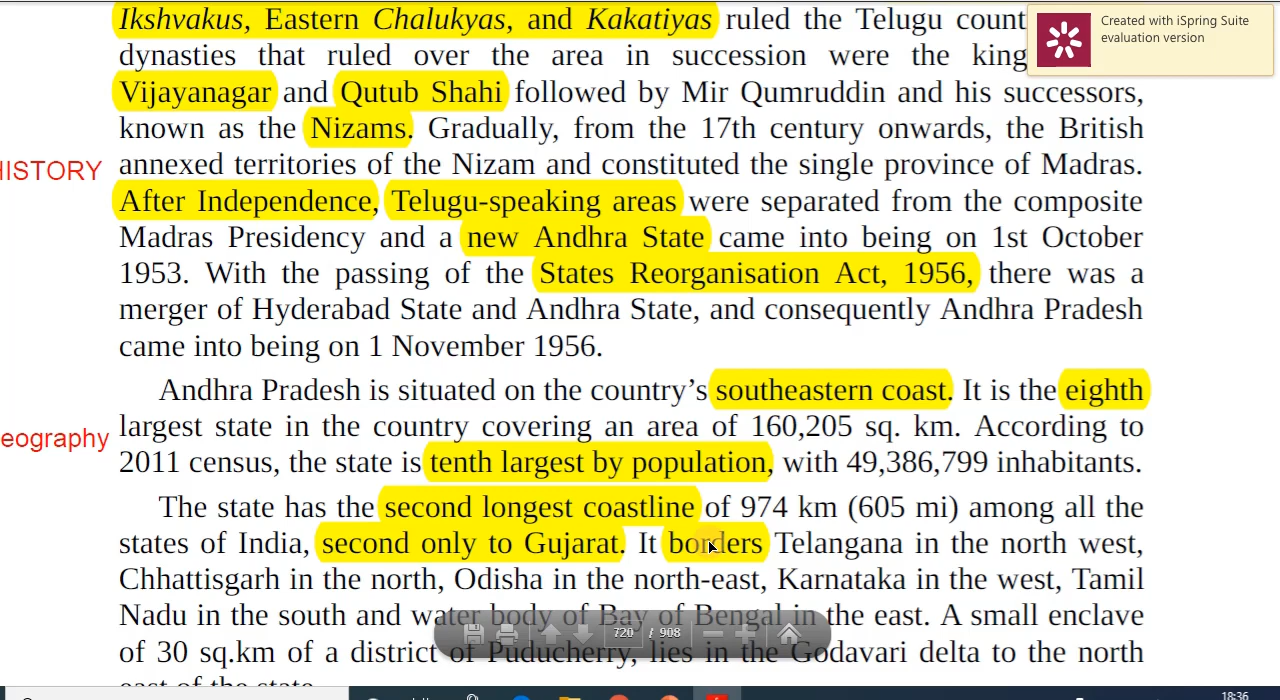 Ikshvakus, Eastern Chalukyas, and Kakatiyas ruled the Telugu
dynasties that ruled over the area in succession were the
Vijayanagar and Qutub Shahi followed by Mir Qumruddin and his successors,
known as the Nizams. Gradually, from the 17th century onwards, the British
annexed territories of the Nizam and constituted the single province of Madras.
After Independence, Telugu-speaking areas were separated from the composite
Madras Presidency and a new Andhra State came into being on 1st October
1953. With the passing of the States Reorganisation Act, 1956, there was a
merger of Hyderabad State and Andhra State, and consequently Andhra Pradesh
came into being on 1 November 1956.
Andhra Pradesh is situated on the country’s southeastern coast. It is the eighth
largest state in the country covering an area of 160,205 sq. km. According to
2011 census, the state is tenth largest by population, with 49,386,799 inhabitants.
The state has the second longest coastline of 974 km (605 mi) among all the
states of India, second only to Gujarat. It borders Telangana in the north west,
Chhattisgarh in the north, Odisha in the north-east, Karnataka in the west, Tamil
Nadu in the south and water body of Bay of Bengal in the east. A small enclave
of 30 sq.km of a district of Puducherry, lies in the Godavari delta to the north
east of the state.
HISTORY
eography
Created with iSpring Suite
evaluation version
720 / 908
18:36